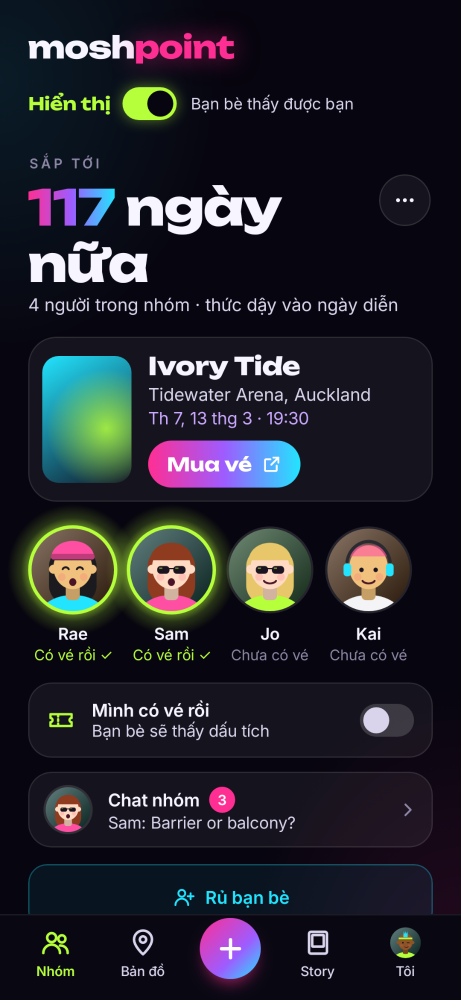 moshpoint
Hiển thị
Bạn bè thấy được bạn
SẮP TỚI
117 ngày
nữa
4 người trong nhóm · thức dậy vào ngày diễn
Ivory Tide
Tidewater Arena, Auckland
Th 7, 13 thg 3 · 19:30
Mua vé
Rae
Sam
Jo
Kai
Có vé rồi ✓
Có vé rồi ✓
Chưa có vé
Chưa có vé
Mình có vé rồi
Bạn bè sẽ thấy dấu tích
Chat nhóm 3
Sam: Barrier or balcony?
Rủ bạn bè
Nhóm
Bản đồ
Story
Tôi